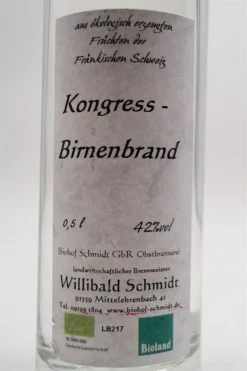 aus ökologisch erzeugten
Früchten der
Fränkischen Schweiz
Kongress -
Birnenbrand
0,5 l 42%vol
Biohof Schmidt GbR Obstbrennerei
landwirtschaftlicher Brennmeister
Willibald Schmidt
91359 Mittelehrenbach 41
Tel. 09199 1804 www.biohof-schmidt.de
LB217
Bioland